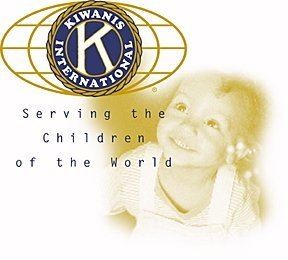 KIWANIS
K
INTERNATIONAL
®
Serving the
Children
of the World